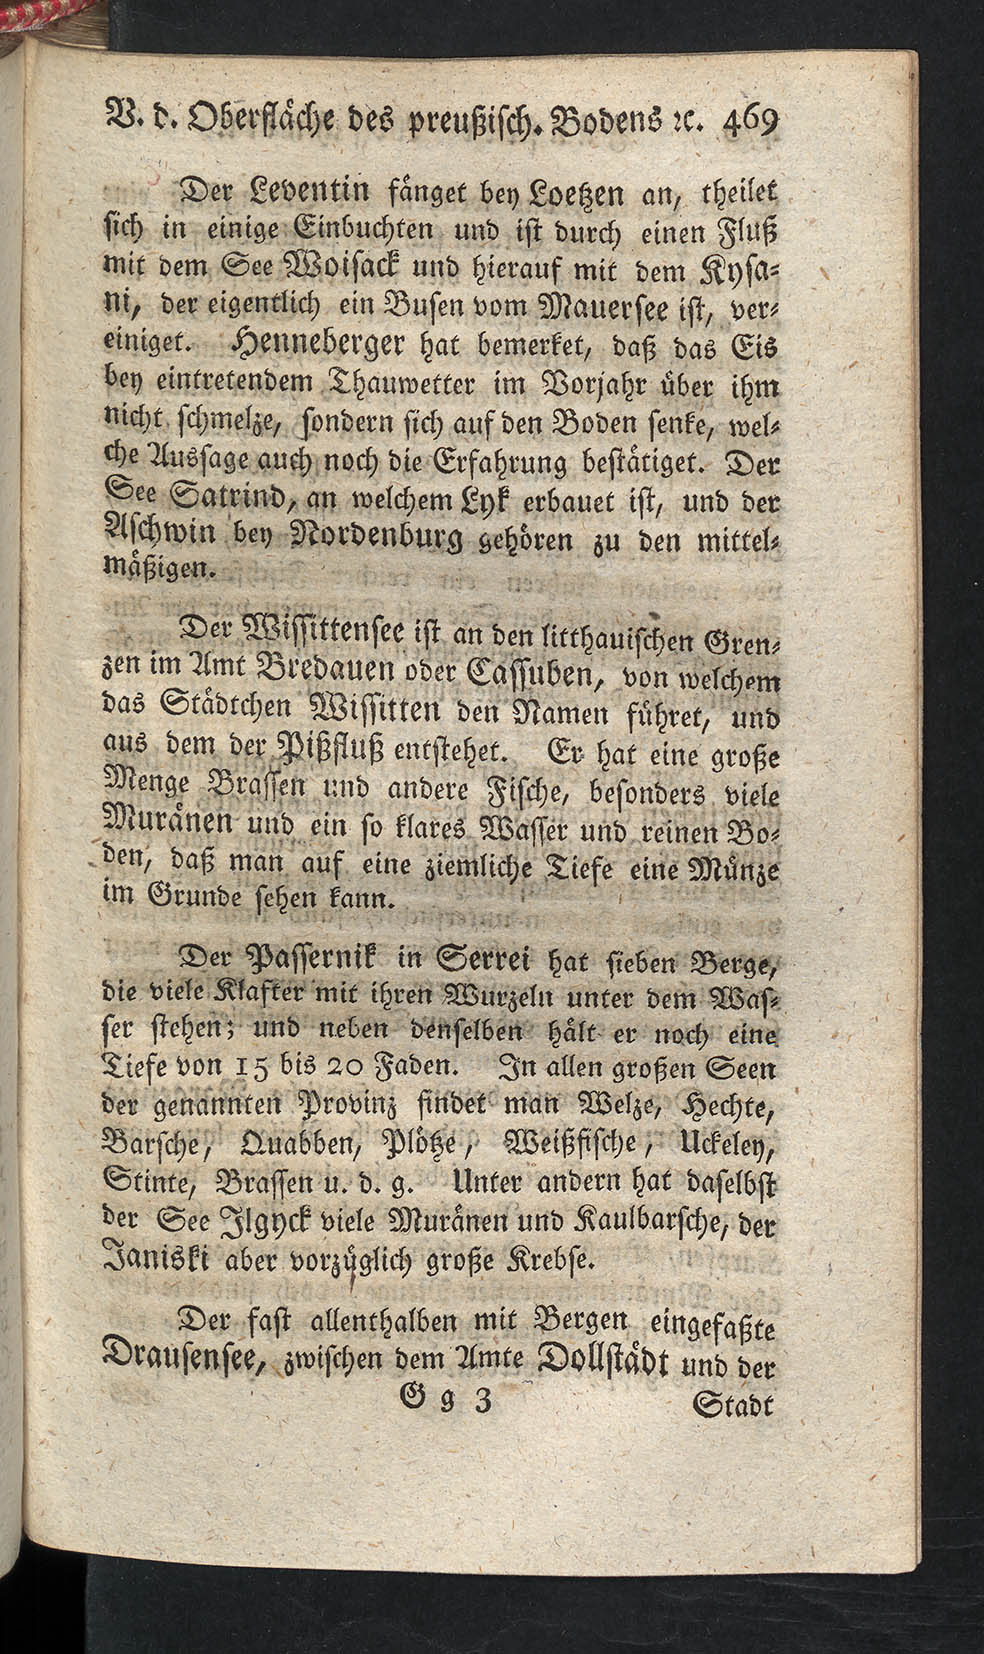 V. d. Oberfläche des preußisch. Bodens ꝛc. 469
Der Leventin fänget bey Loetzen an, theilet
sich in einige Einbuchten und ist durch einen Fluß
mit dem See Woisack und hierauf mit dem Kysa-
ni, der eigentlich ein Busen vom Mauersee ist, ver-
einiget. Henneberger hat bemerket, daß das Eis
bey eintretendem Thauwetter im Vorjahr über ihm
nicht schmelze, sondern sich auf den Boden senke, wel-
che Aussage auch noch die Erfahrung bestätiget. Der
See Satrind, an welchem Lyk erbauet ist, und der
Aschwin bey Nordenburg gehören zu den mittel-
mäßigen.
Der Wissittensee ist an den litthauischen Gren-
zen im Amt Bredauen oder Cassuben, von welchem
das Städtchen Wissitten den Namen führet, und
aus dem der Pißfluß entstehet. Er hat eine große
Menge Brassen und andere Fische, besonders viele
Muränen und ein so klares Wasser und reinen Bo-
den, daß man auf eine ziemliche Tiefe eine Münze
im Grunde sehen kann.
Der Passernik in Serrei hat sieben Berge,
die viele Klafter mit ihren Wurzeln unter dem Was-
ser stehen; und neben denselben hält er noch eine
Tiefe von 15 bis 20 Faden. In allen großen Seen
der genannten Provinz findet man Welze, Hechte,
Barsche, Quabben, Plötze, Weißfische, Uckeley,
Stinte, Brassen u. d. g. Unter andern hat daselbst
der See Ilgyck viele Muränen und Kaulbarsche, der
Janiski aber vorzüglich große Krebse.
Der fast allenthalben mit Bergen eingefaßte
Drausensee, zwischen dem Amte Dollstädt und der
G g 3 Stadt